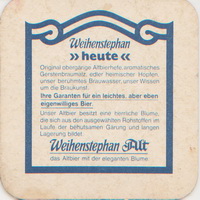 Weihenstephan
» heute «
Original obergärige Altbierhefe, aromatisches
Gerstenbraumalz, edler heimischer Hopfen,
unser berühmtes Brauwasser, unser Wissen
um die Braukunst:
Ihre Garanten für ein leichtes, aber eben
eigenwilliges Bier.
Unser Altbier besitzt eine herrliche Blume,
die sich aus den ausgewählten Rohstoffen im
Laufe der behutsamen Gärung und langen
Lagerung bildet.
Weihenstephan Alt
das Altbier mit der eleganten Blume